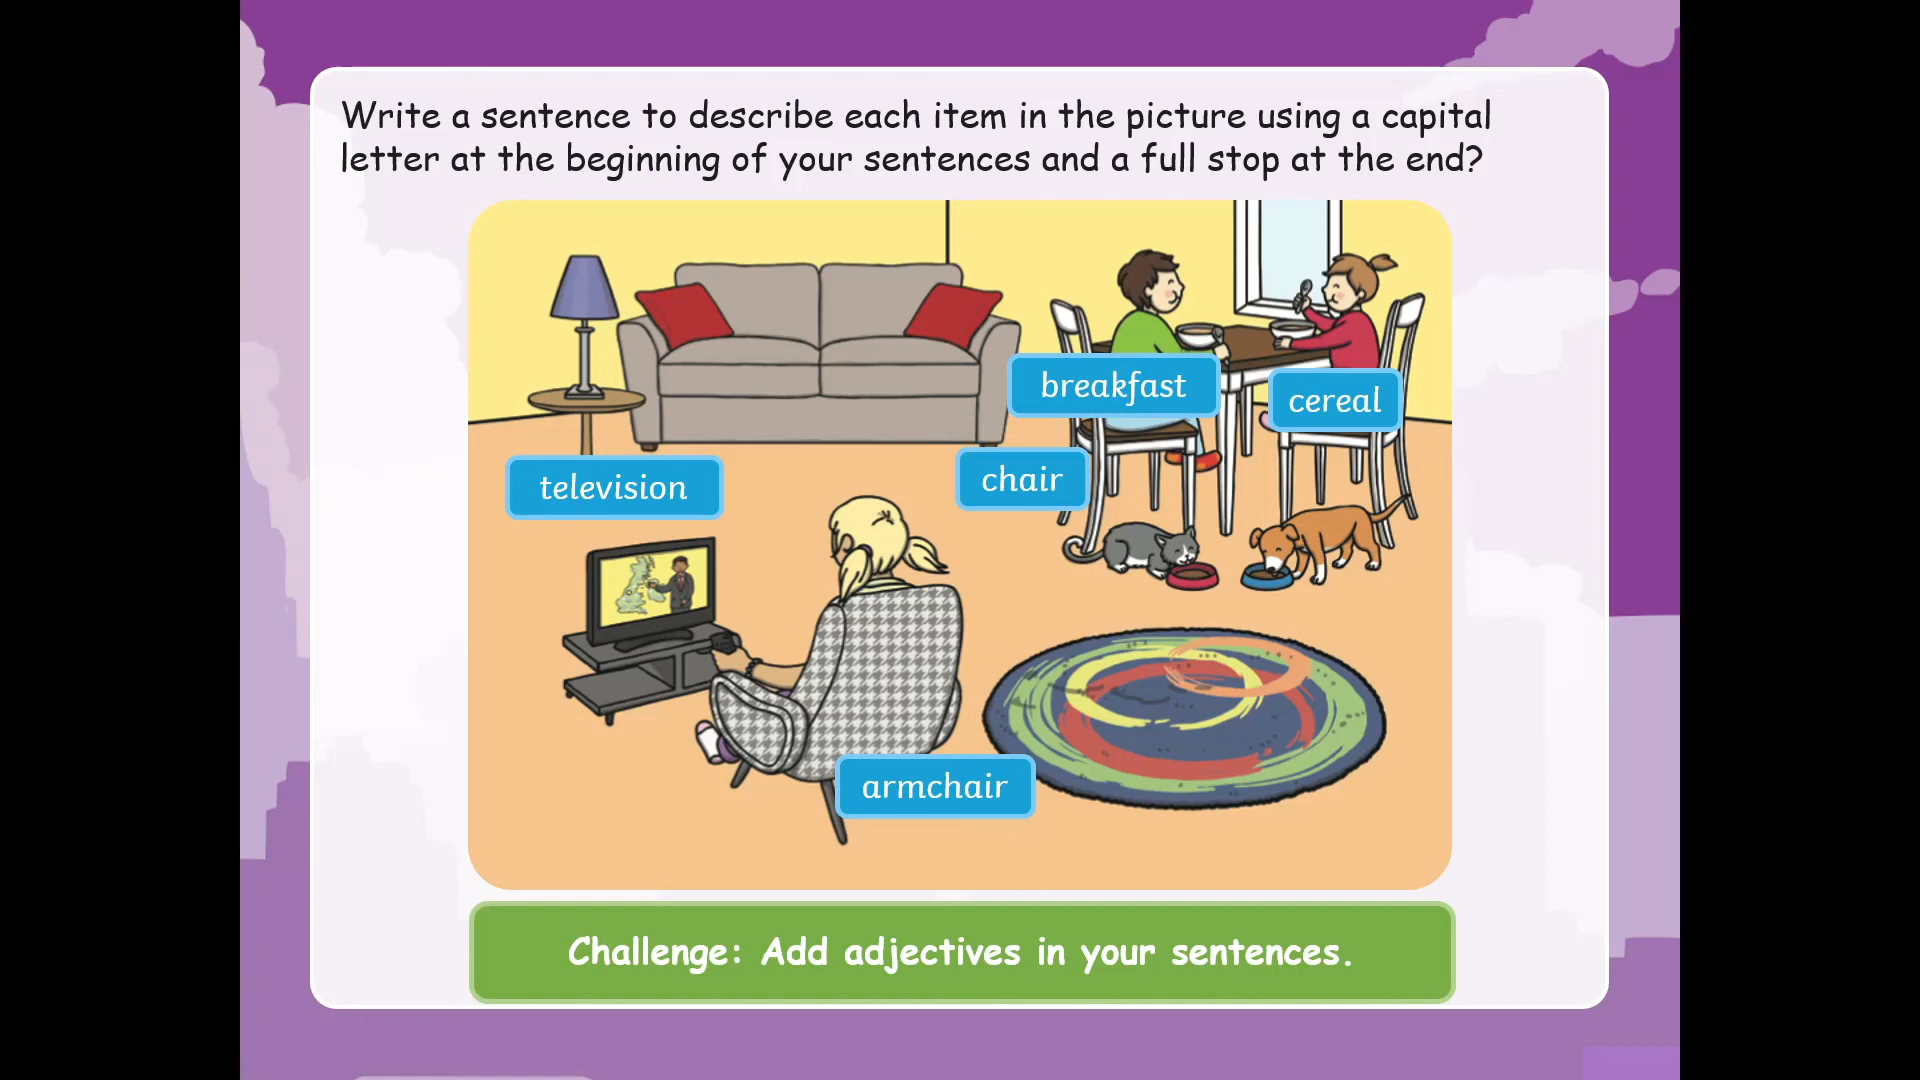 Write a sentence to describe each item in the picture using a capital
letter at the beginning of your sentences and a full stop at the end?
breakfast
cereal
chair
television
armchair
Challenge: Add adjectives in your sentences.